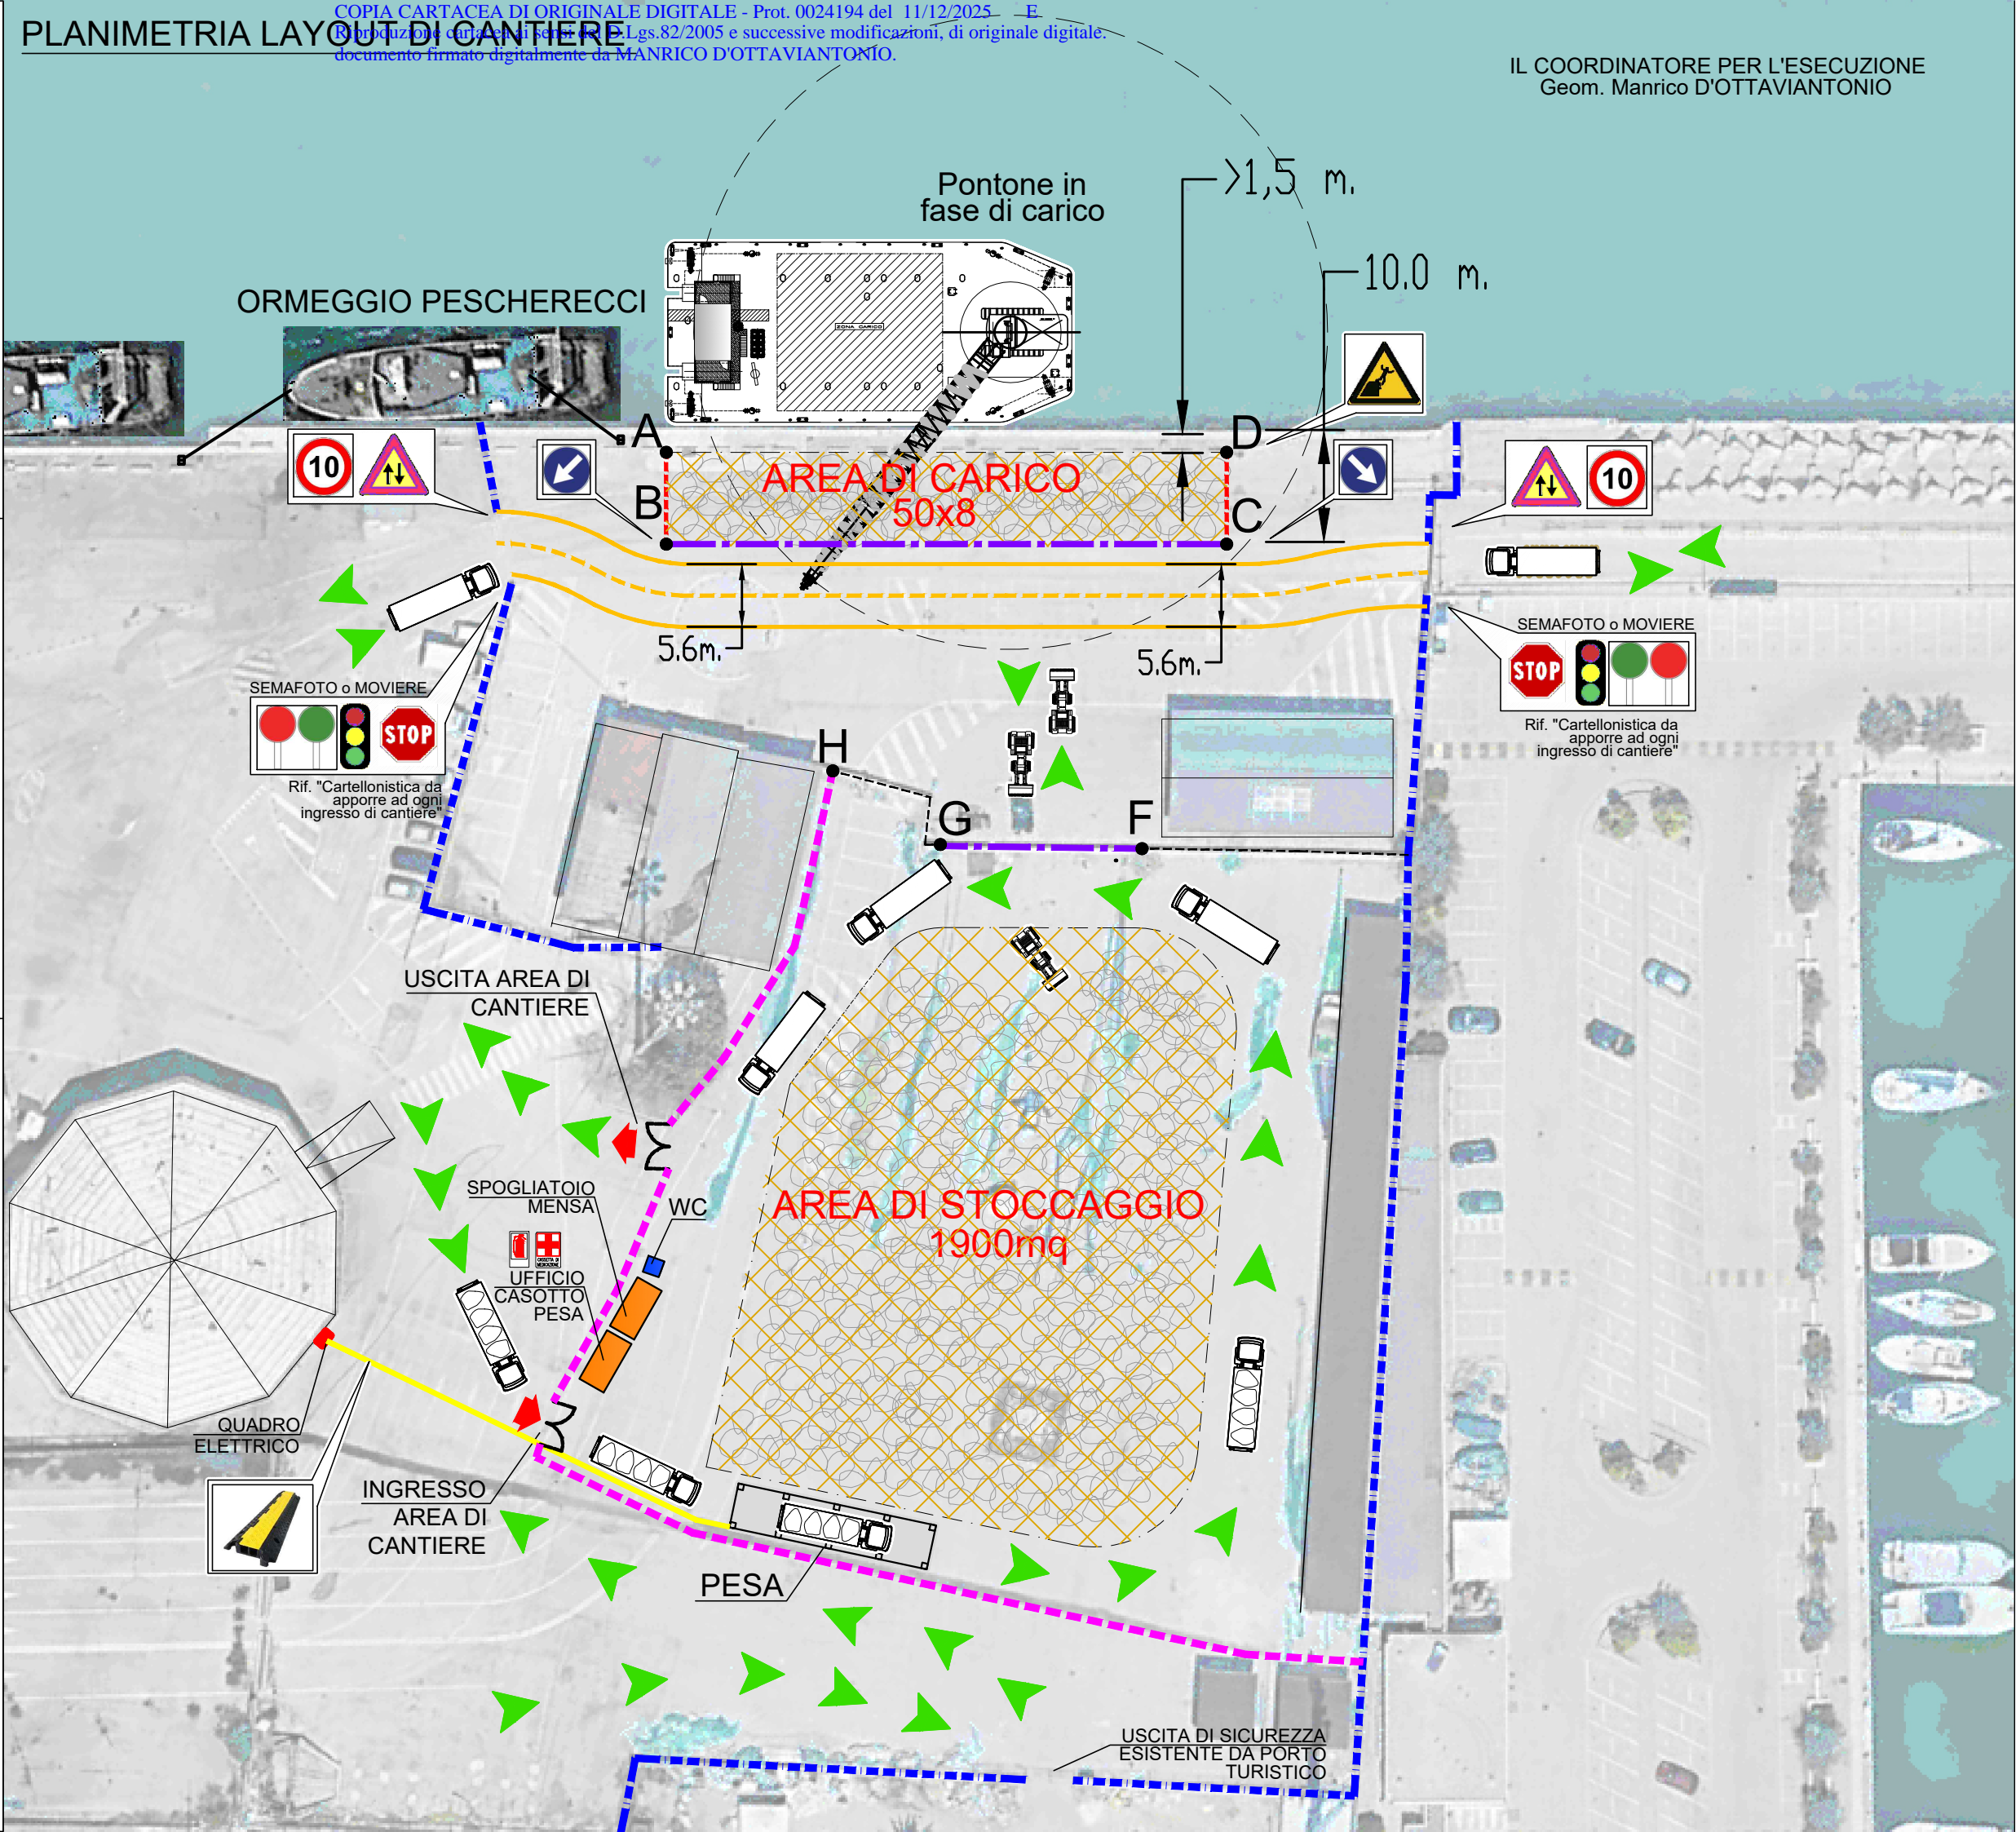 COPIA CARTACEA DI ORIGINALE DIGITALE - Prot. 0024194 del 11/12/2025 E
Riproduzione cartacea ai sensi del D.Lgs.82/2005 e successive modificazioni, di originale digitale.
documento firmato digitalmente da MANRICO D'OTTAVIANTONIO.
PLANIMETRIA LAYOUT DI CANTIERE
IL COORDINATORE PER L'ESECUZIONE
Geom. Manrico D'OTTAVIANTONIO
Pontone in
fase di carico
>1,5 m.
10.0 m.
ORMEGGIO PESCHERECCI
ZONA CARICO
A
D
10
AREA DI CARICO
50x8
B
C
10
5.6m.
5.6m.
SEMAFOTO o MOVIERE
STOP
Rif. "Cartellonistica da
apporre ad ogni
ingresso di cantiere"
SEMAFOTO o MOVIERE
STOP
Rif. "Cartellonistica da
apporre ad ogni
ingresso di cantiere"
H
G
F
USCITA AREA DI
CANTIERE
SPOGLIATOIO
MENSA
WC
UFFICIO
CASOTTO
PESA
AREA DI STOCCAGGIO
1900mq
QUADRO
ELETTRICO
INGRESSO
AREA DI
CANTIERE
PESA
USCITA DI SICUREZZA
ESISTENTE DA PORTO
TURISTICO